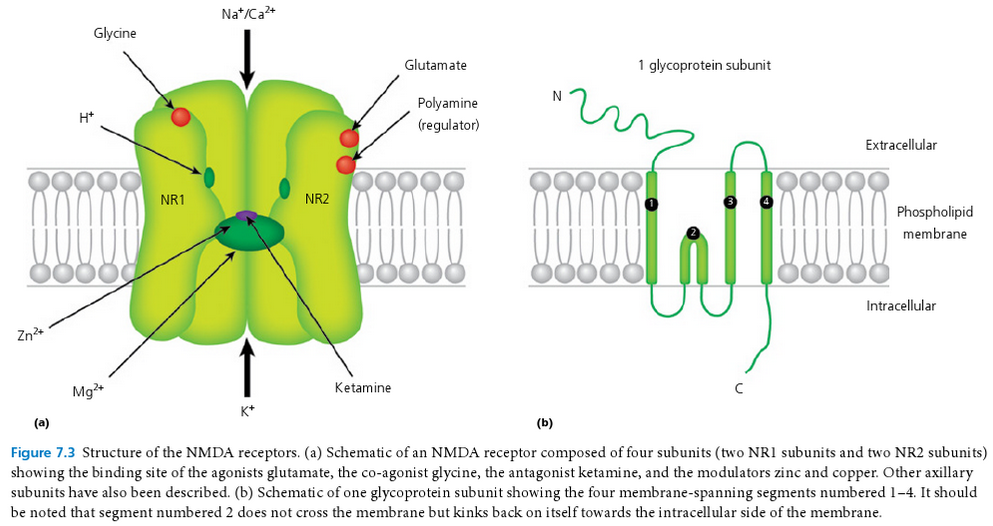 Na⁺/Ca²⁺
Glycine
Glutamate
H⁺
Polyamine
(regulator)
NR1
NR2
Zn²⁺
Mg²⁺
Ketamine
K⁺
(a)
1 glycoprotein subunit
N
Extracellular
1
2
3
4
Phospholipid
membrane
Intracellular
C
(b)
Figure 7.3 Structure of the NMDA receptors. (a) Schematic of an NMDA receptor composed of four subunits (two NR1 subunits and two NR2 subunits)
showing the binding site of the agonists glutamate, the co-agonist glycine, the antagonist ketamine, and the modulators zinc and copper. Other axillary
subunits have also been described. (b) Schematic of one glycoprotein subunit showing the four membrane-spanning segments numbered 1–4. It should
be noted that segment numbered 2 does not cross the membrane but kinks back on itself towards the intracellular side of the membrane.